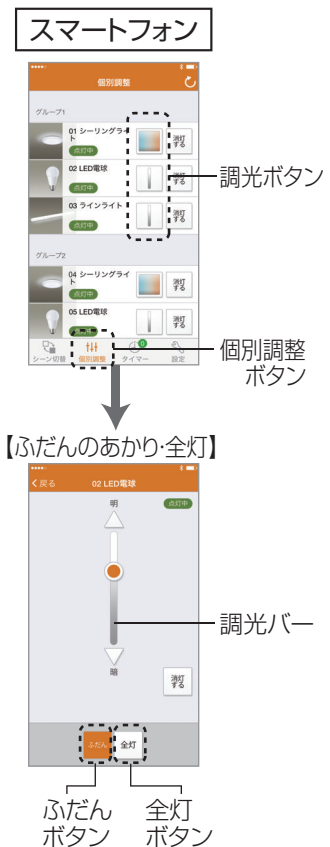 スマートフォン
個別調整
グループ1
01 シーリングライ
ト
点灯中
消灯
する
02 LED電球
点灯中
消灯
する
調光ボタン
03 ラインライト
点灯中
消灯
する
グループ2
04 シーリングライ
ト
点灯中
消灯
する
05 LED電球
点灯中
消灯
する
0
シーン切替
個別調整
タイマー
設定
個別調整
ボタン
【ふだんのあかり・全灯】
戻る
02 LED電球
明
点灯中
調光バー
暗
消灯
する
ふだん
全灯
ふだん
ボタン
全灯
ボタン